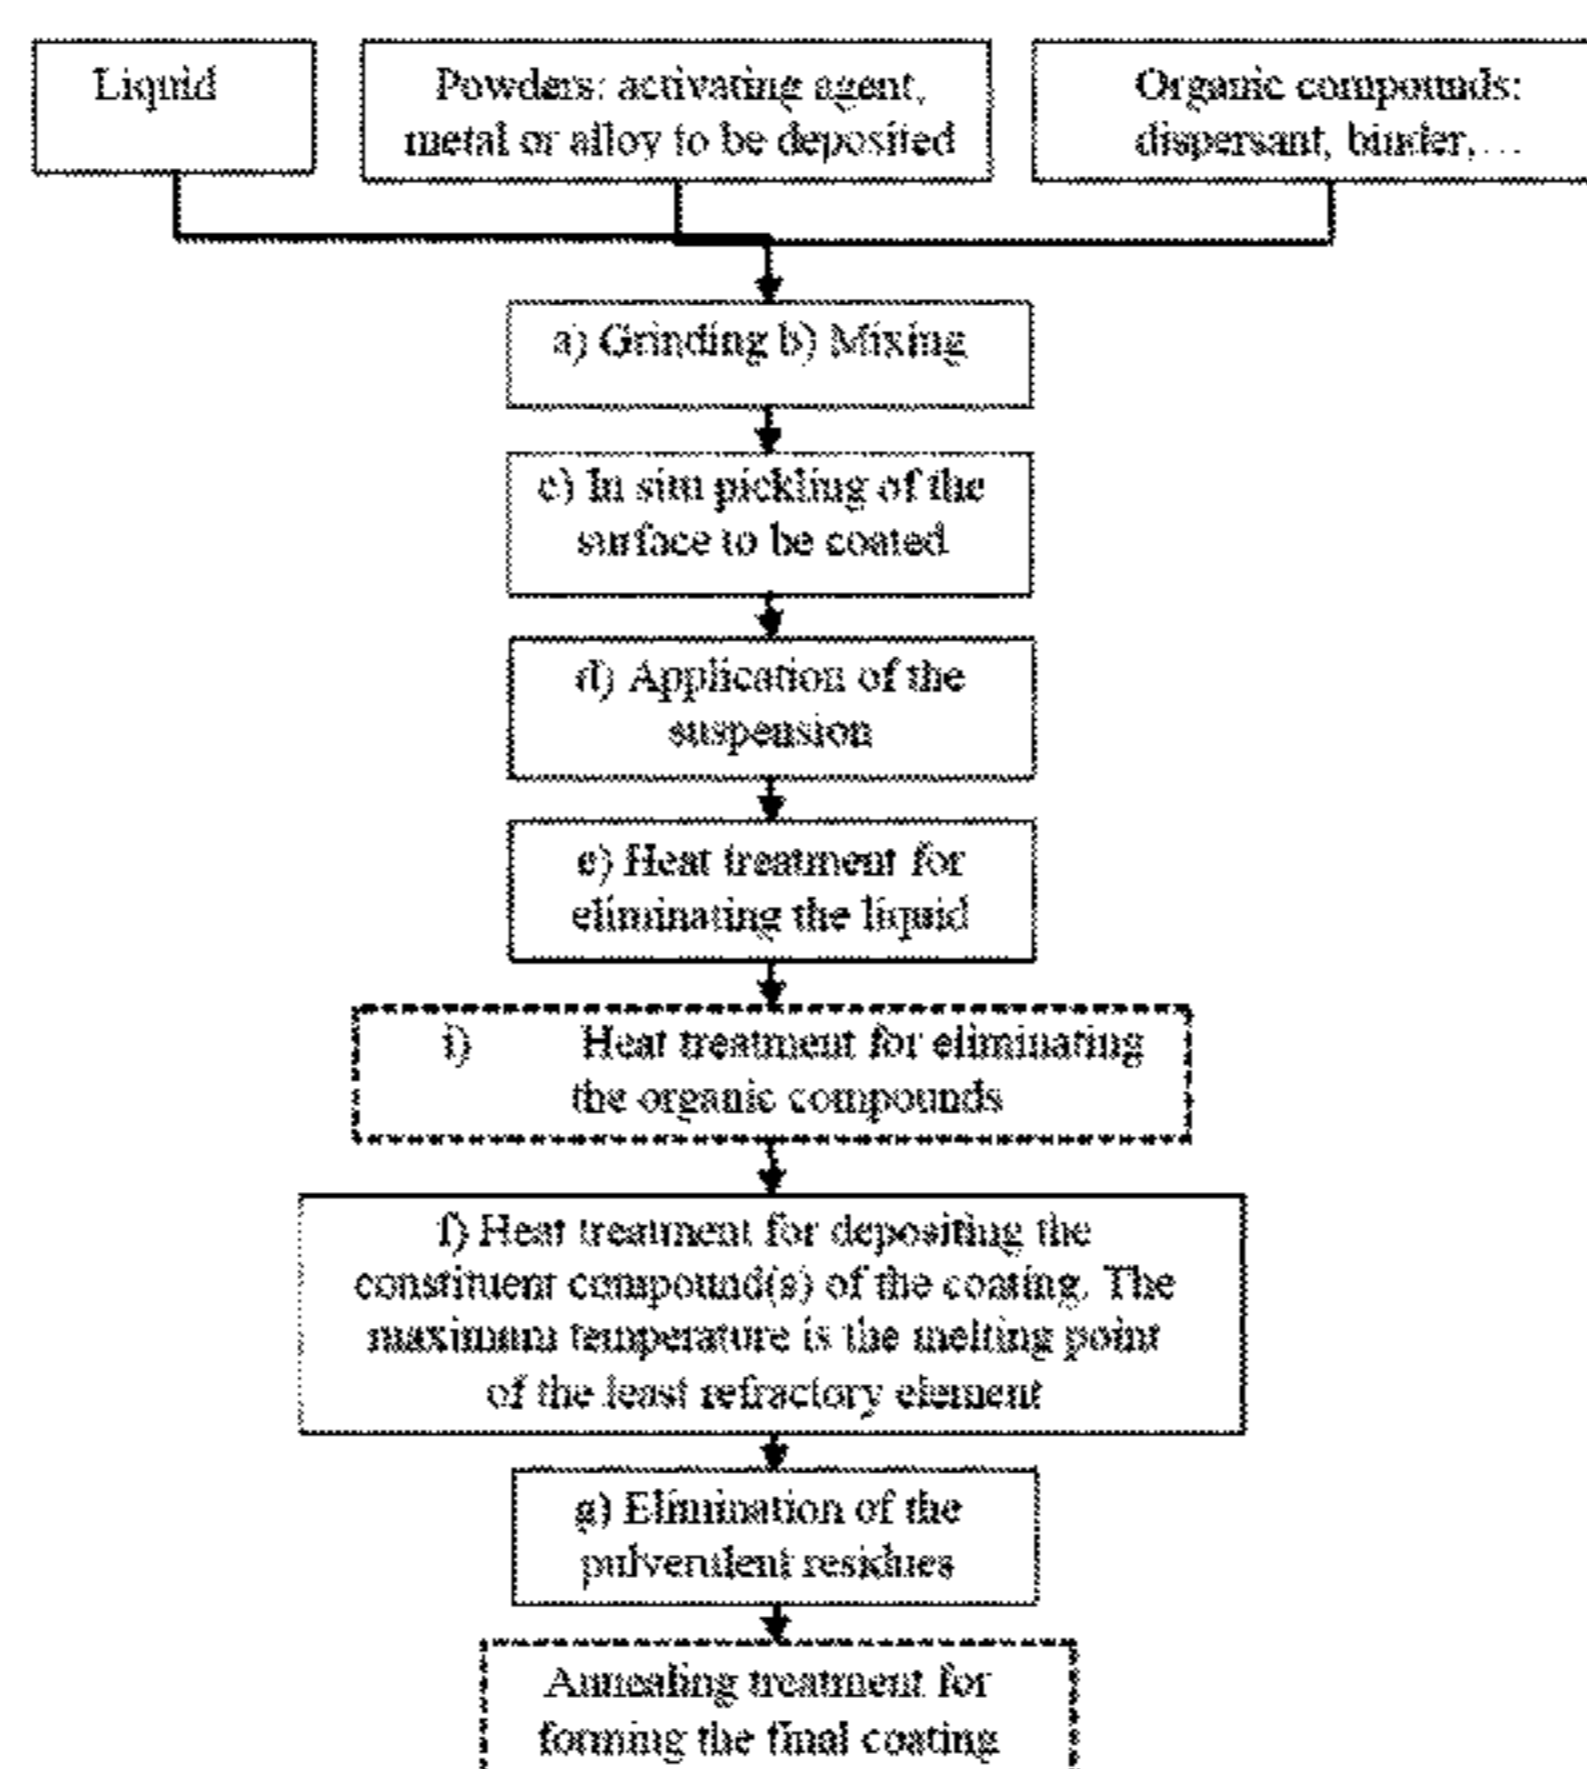 Liquid
Powders: activating agent,
metal or alloy to be deposited
Organic compounds:
dispersant, binder,...
a) Grinding b) Mixing
c) In situ pickling of the
surface to be coated
d) Application of the
suspension
e) Heat treatment for
eliminating the liquid
i) Heat treatment for eliminating
the organic compounds
f) Heat treatment for depositing the
constituent compound(s) of the coating. The
maximum temperature is the melting point
of the least refractory element
g) Elimination of the
pulverulent residues
Annealing treatment for
forming the final coating